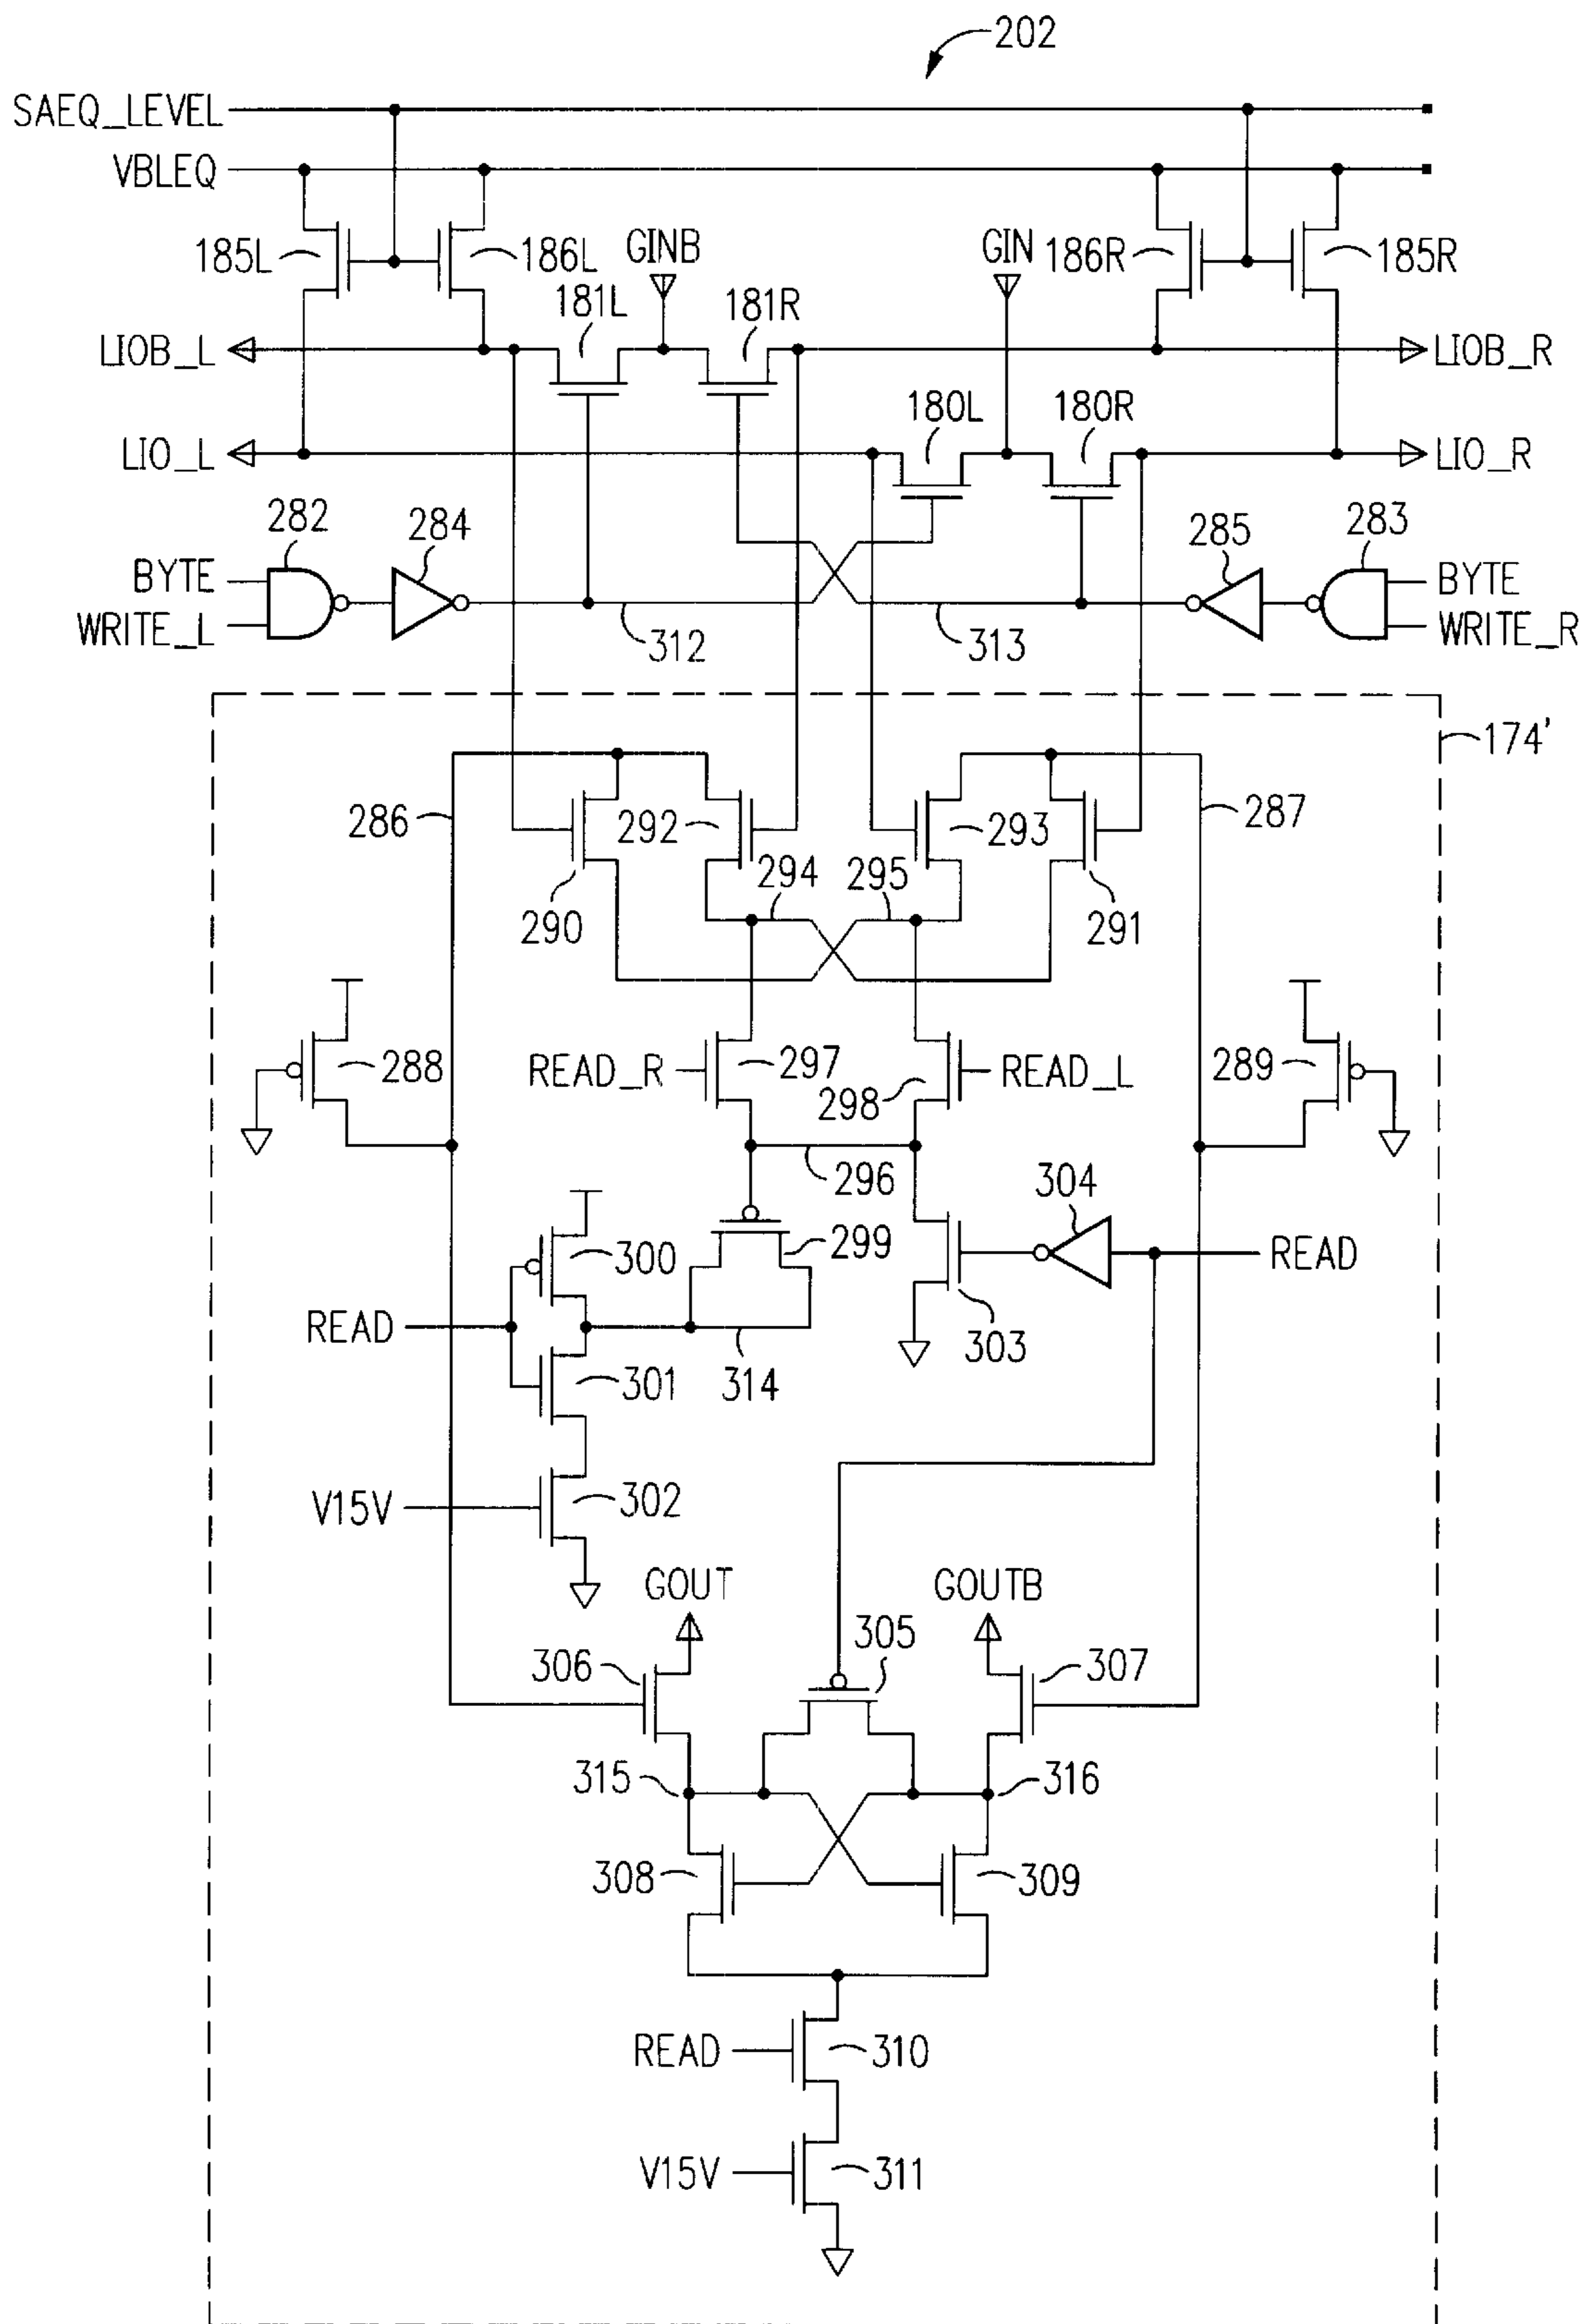 202
SAEQ_LEVEL
VBLEQ
185L
186L
GINB
GIN
186R
185R
181L
181R
LIOB_L
LIOB_R
180L
180R
LIO_L
LIO_R
282
284
285
283
BYTE
BYTE
WRITE_L
WRITE_R
312
313
174'
286
292
293
287
294
295
290
291
288
READ_R
297
298
READ_L
289
296
304
300
299
READ
READ
303
301
314
V15V
302
GOUT
GOUTB
305
306
307
315
316
308
309
READ
310
V15V
311